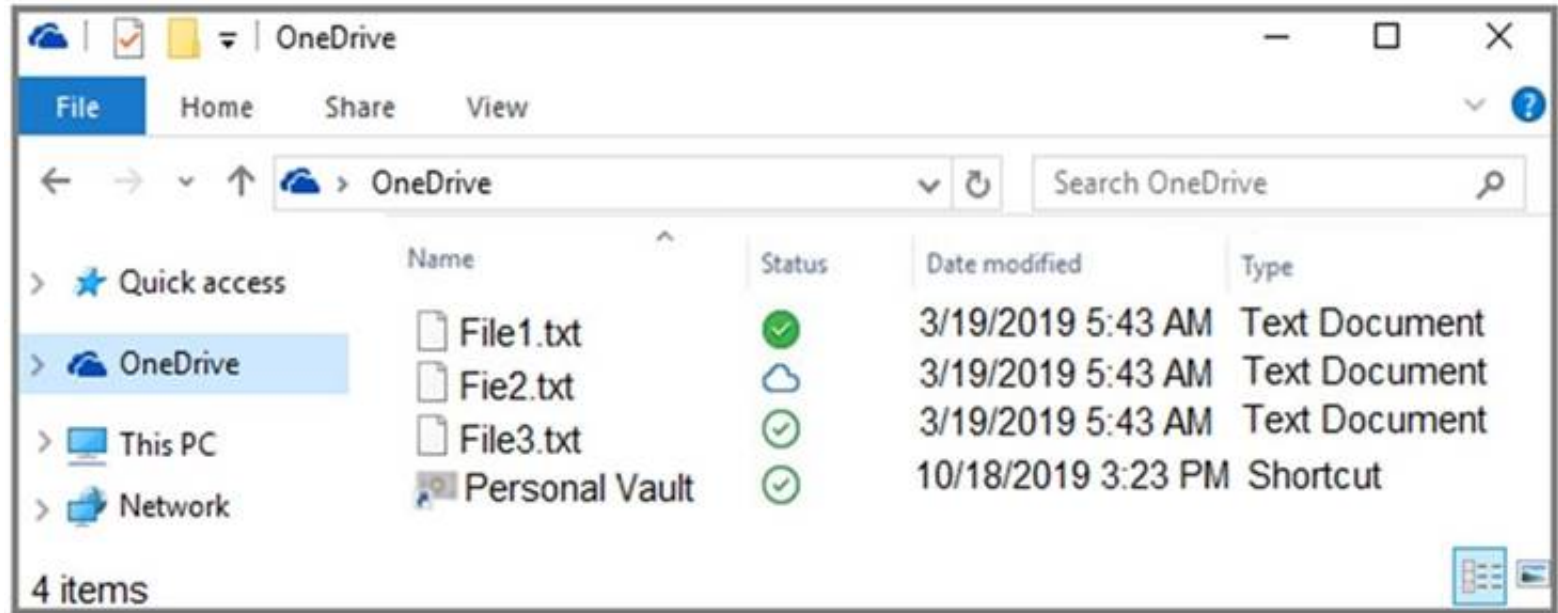 OneDrive
File Home Share View
OneDrive Search OneDrive
Name Status Date modified Type
Quick access
File1.txt 3/19/2019 5:43 AM Text Document
OneDrive
Fie2.txt 3/19/2019 5:43 AM Text Document
This PC
File3.txt 3/19/2019 5:43 AM Text Document
Network
Personal Vault 10/18/2019 3:23 PM Shortcut
4 items